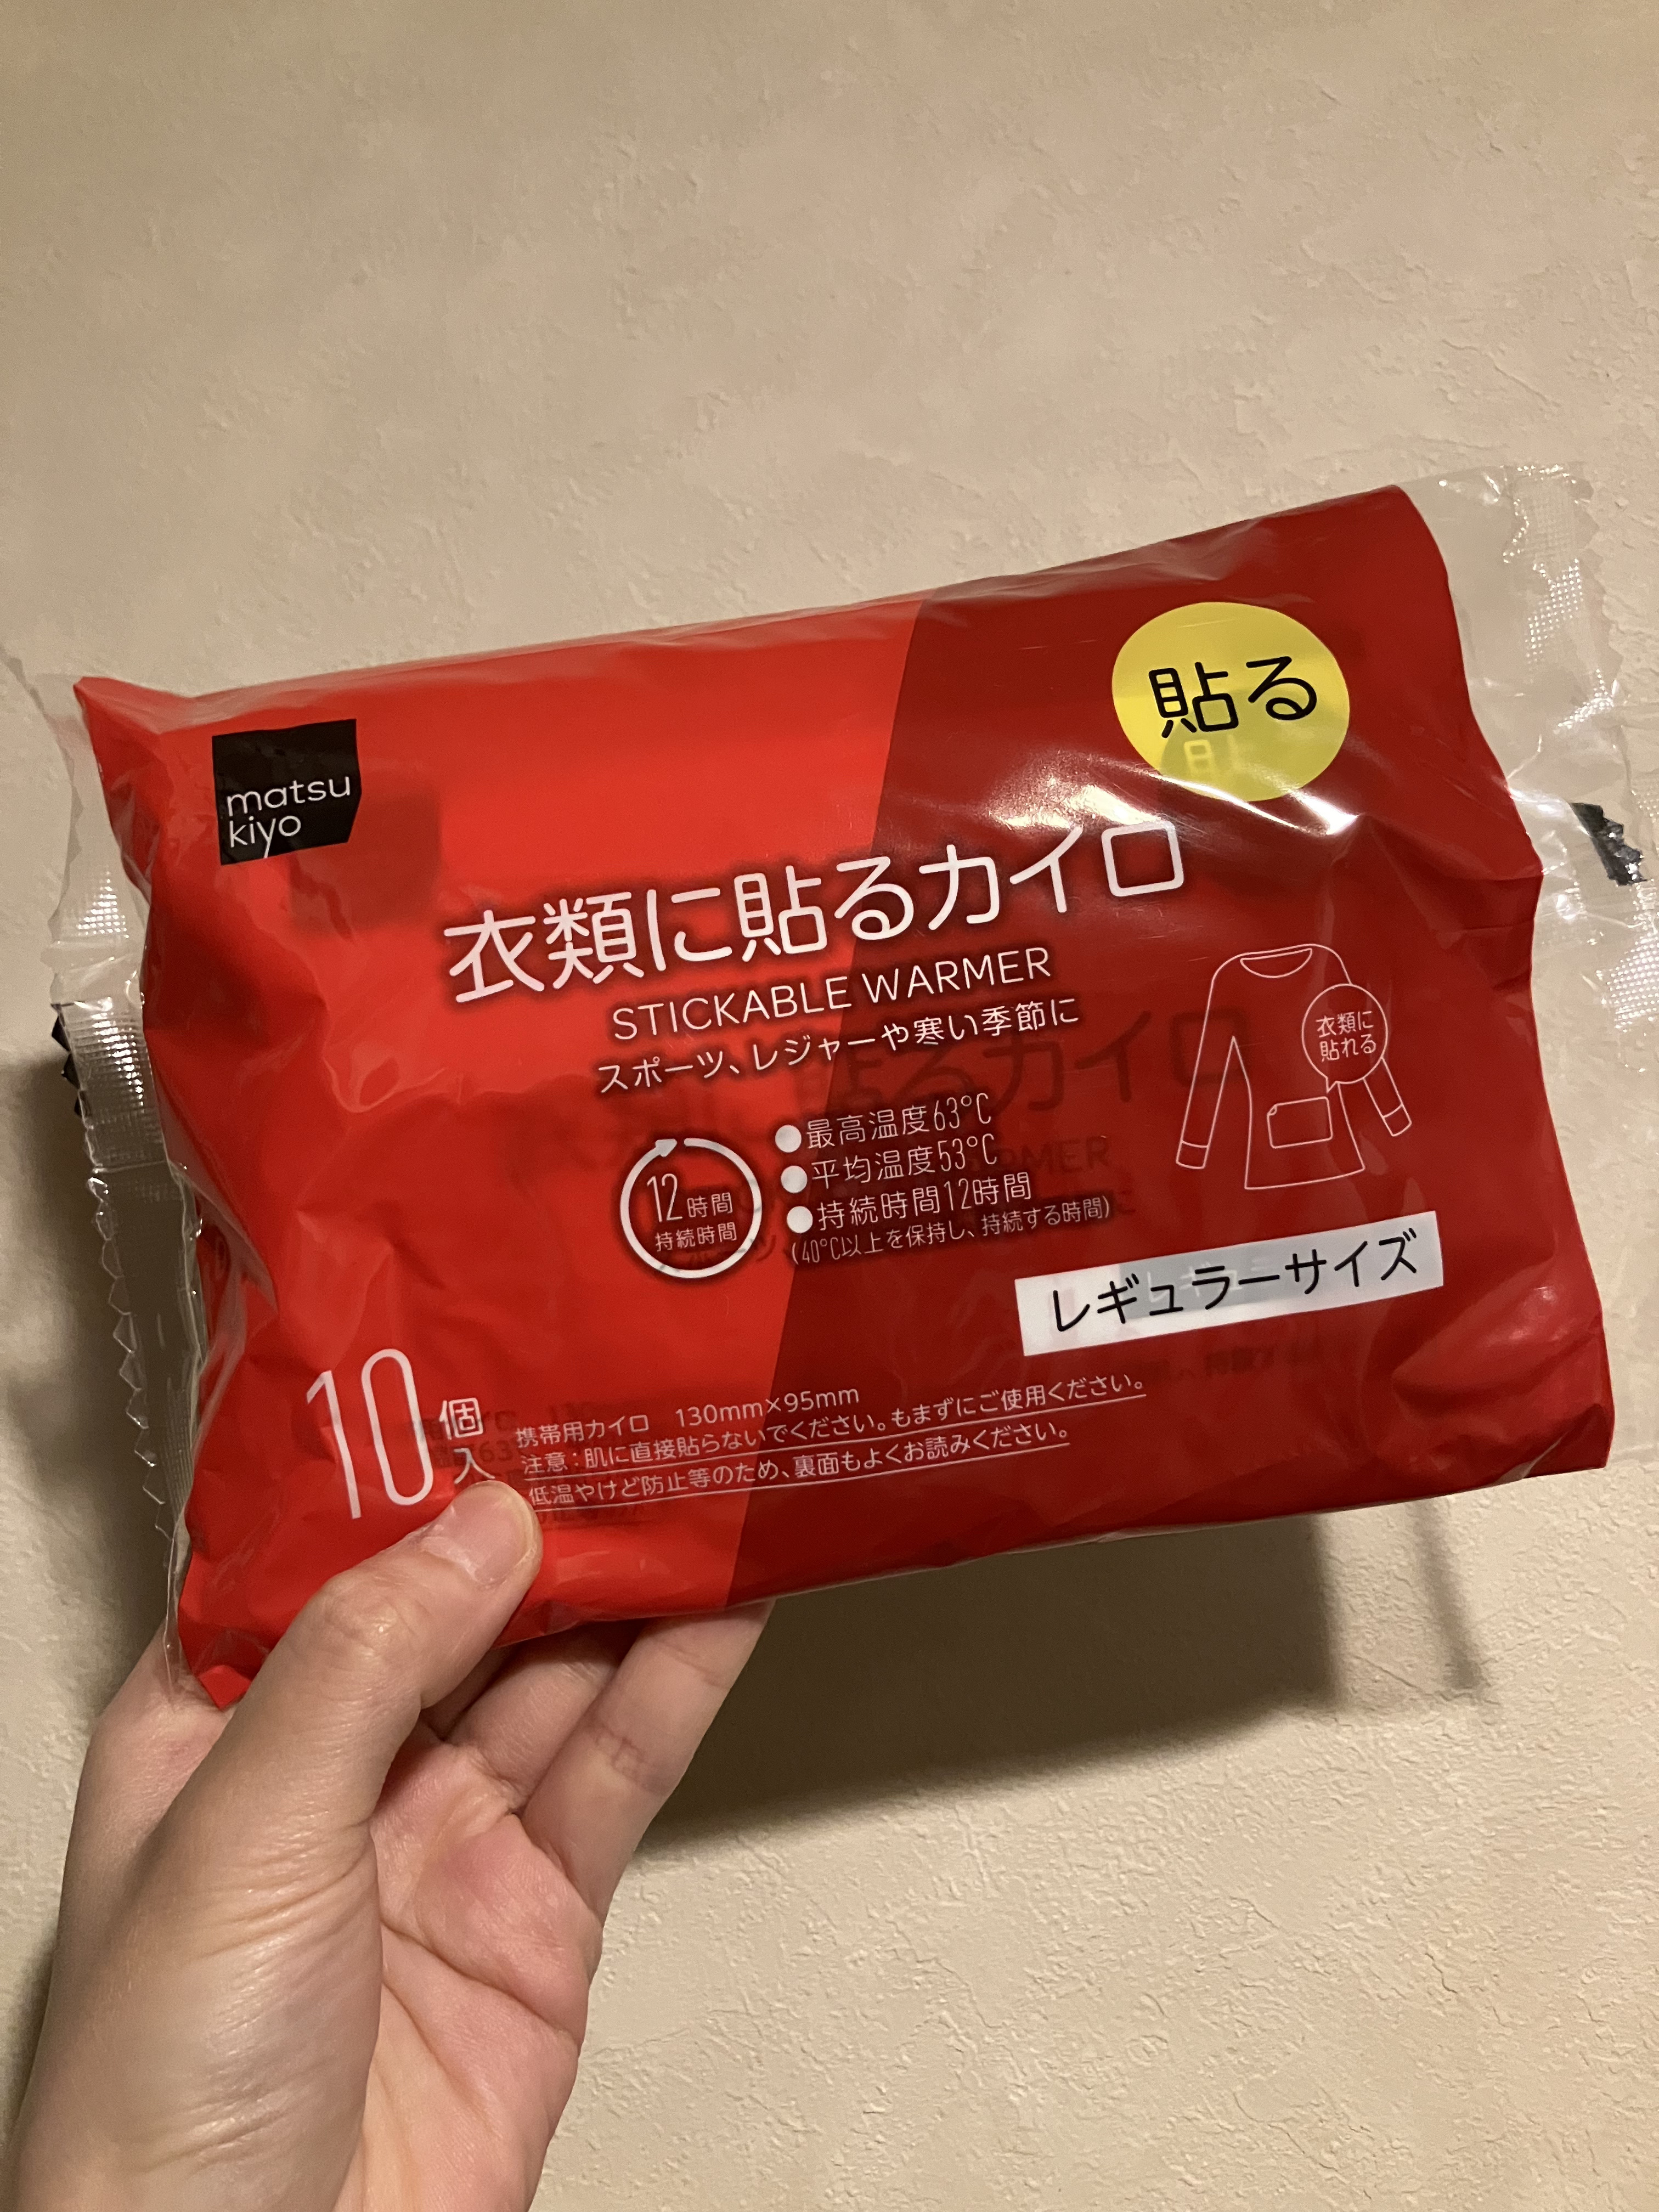 matsu
kiyo
貼る
衣類に貼るカイロ
STICKABLE WARMER
スポーツ、レジャーや寒い季節に
12時間
持続時間
●最高温度63℃
●平均温度53℃
●持続時間12時間
(40℃以上を保持し、持続する時間)
衣類に
貼れる
レギュラーサイズ
10個入
携帯用カイロ 130mm×95mm
注意:肌に直接貼らないでください。もまずにご使用ください。
低温やけど防止等のため、裏面もよくお読みください。